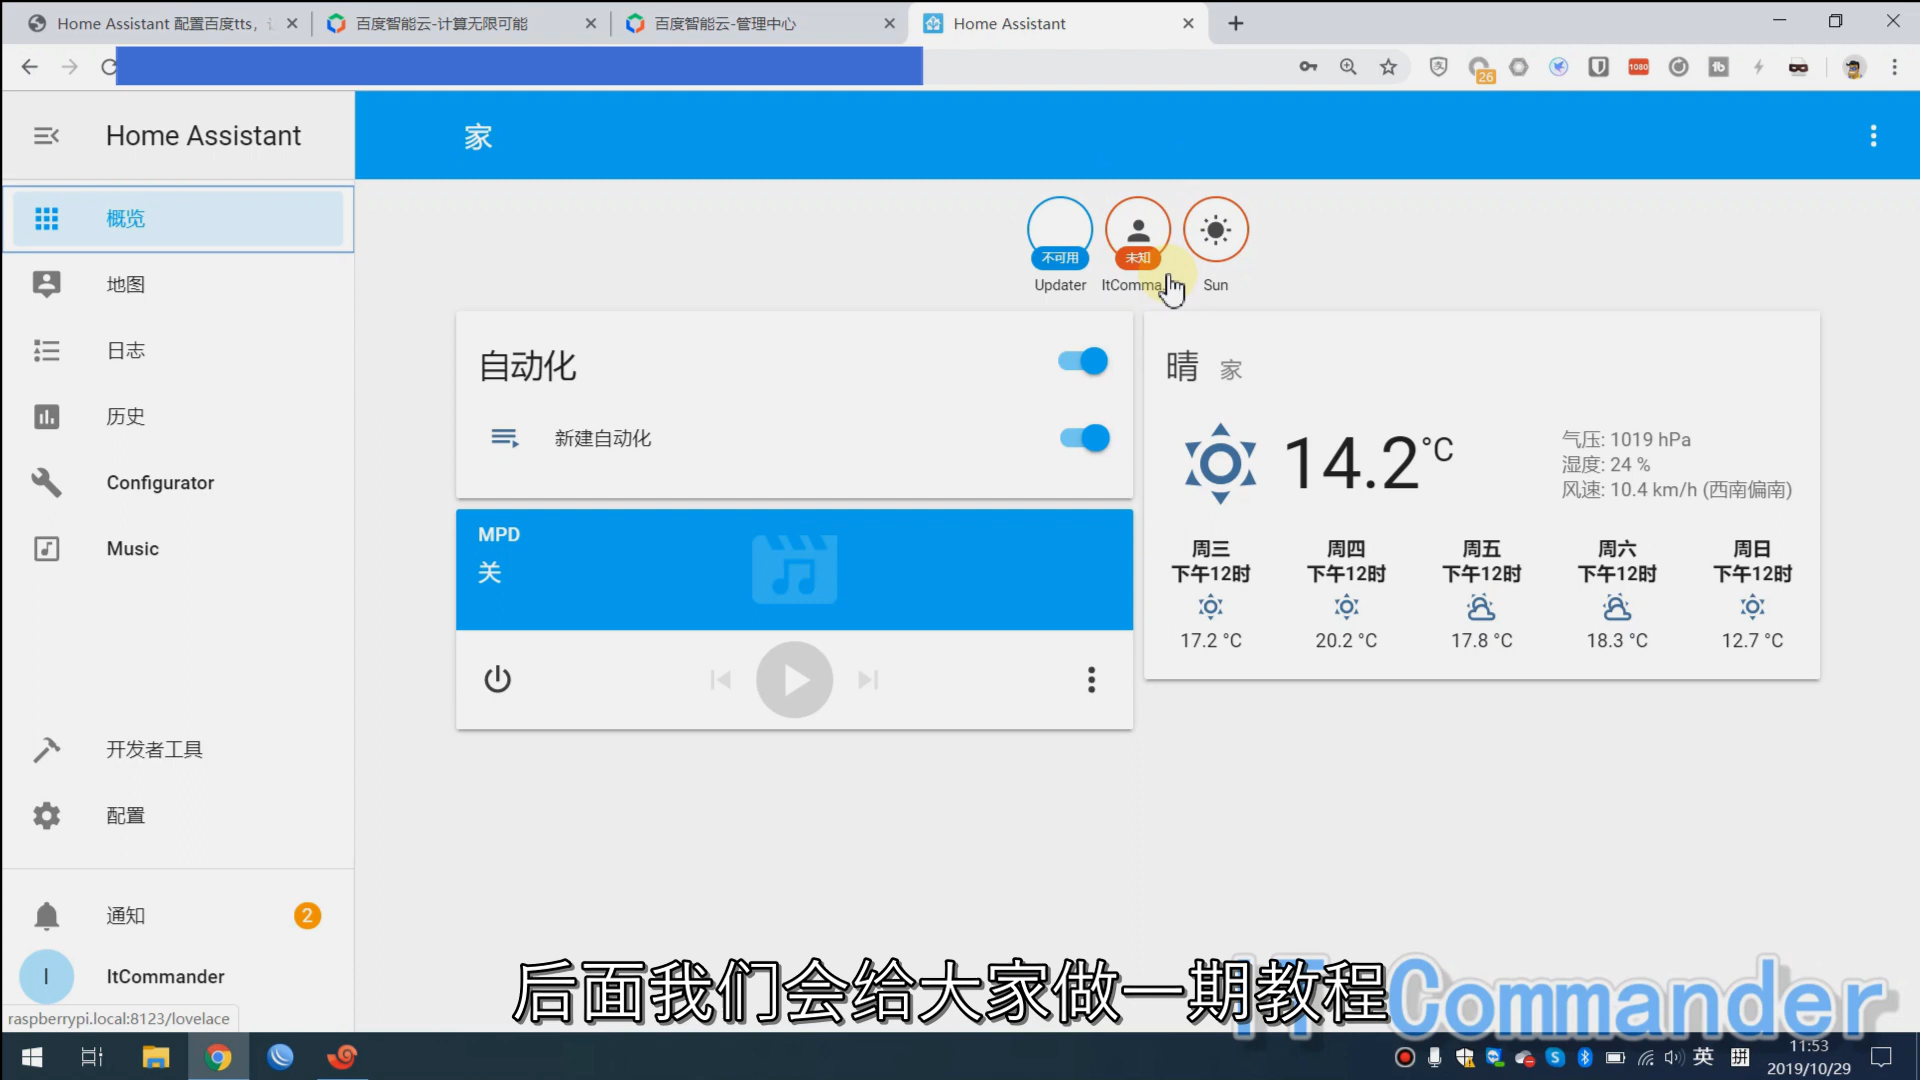 Home Assistant 配置百度tts,
百度智能云-计算无限可能
百度智能云-管理中心
Home Assistant
26
1080
Home Assistant
家
概览
地图
日志
历史
Configurator
Music
开发者工具
配置
通知
2
I
ItCommander
raspberrypi.local:8123/lovelace
不可用
未知
Updater
ItComma
Sun
自动化
新建自动化
MPD
关
晴 家
14.2 °C
气压: 1019 hPa
湿度: 24 %
风速: 10.4 km/h (西南偏南)
周三 周四 周五 周六 周日
下午12时 下午12时 下午12时 下午12时 下午12时
17.2 °C 20.2 °C 17.8 °C 18.3 °C 12.7 °C
后面我们会给大家做一期教程
IT Commander
英 拼
11:53
2019/10/29